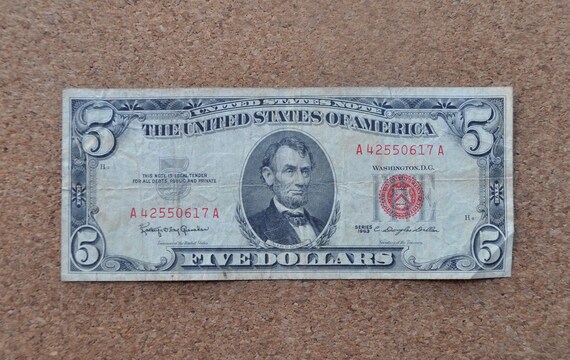 UNITED STATES NOTE
5 5
THE UNITED STATES OF AMERICA
THIS NOTE IS LEGAL TENDER
FOR ALL DEBTS, PUBLIC AND PRIVATE
A 42550617 A
WASHINGTON, D.C.
A 42550617 A
SERIES
1963
5 5
FIVE DOLLARS